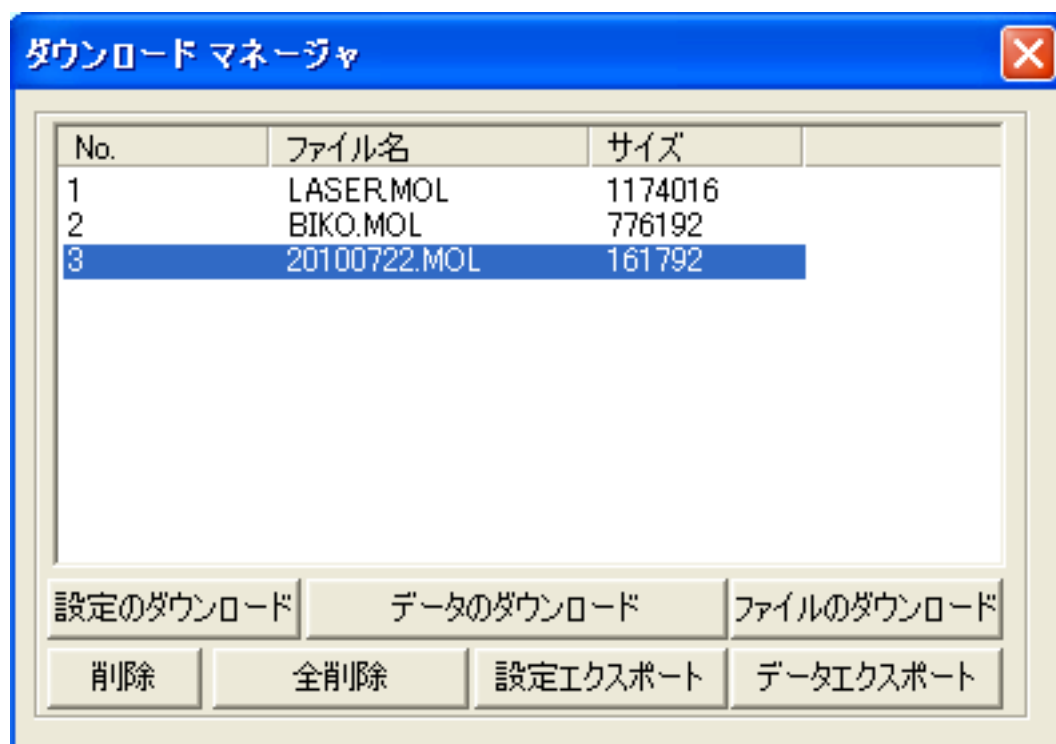 ダウンロード マネージャ
No. ファイル名 サイズ
1 LASER.MOL 1174016
2 BIKO.MOL 776192
3 20100722.MOL 161792
設定のダウンロード データのダウンロード ファイルのダウンロード
削除 全削除 設定エクスポート データエクスポート